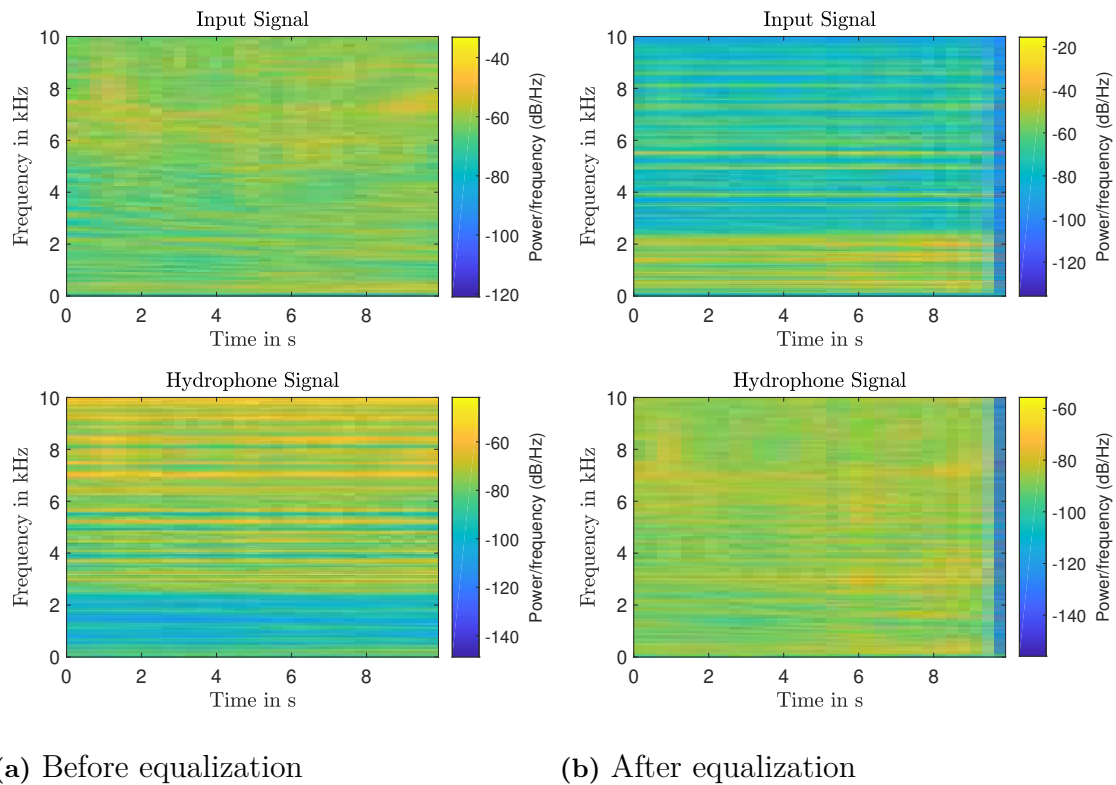 Input Signal
10
8
6
4
2
0
Frequency in kHz
0 2 4 6 8
Time in s
-40
-60
-80
-100
-120
Power/frequency (dB/Hz)
Input Signal
10
8
6
4
2
0
Frequency in kHz
0 2 4 6 8
Time in s
-20
-40
-60
-80
-100
-120
Power/frequency (dB/Hz)
Hydrophone Signal
10
8
6
4
2
0
Frequency in kHz
0 2 4 6 8
Time in s
-60
-80
-100
-120
-140
Power/frequency (dB/Hz)
Hydrophone Signal
10
8
6
4
2
0
Frequency in kHz
0 2 4 6 8
Time in s
-60
-80
-100
-120
-140
Power/frequency (dB/Hz)
(a) Before equalization
(b) After equalization